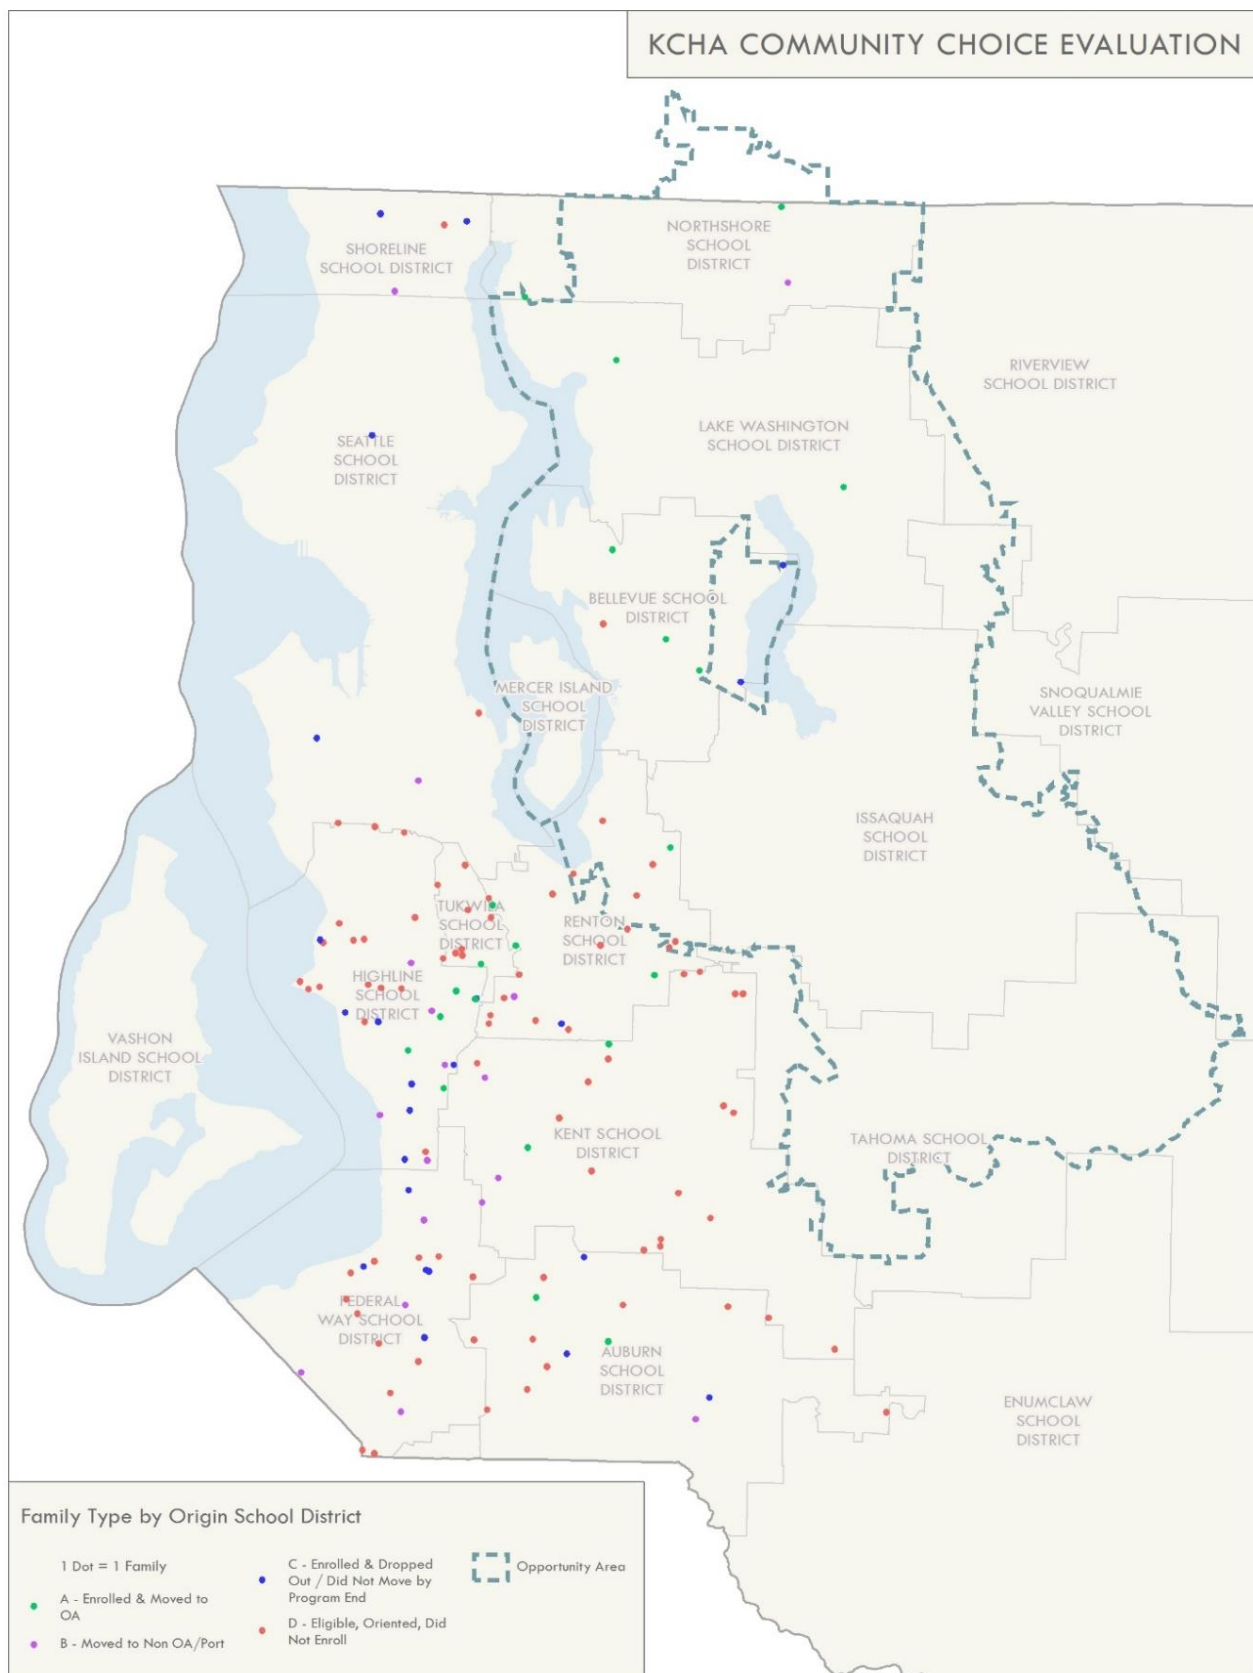 KCHA COMMUNITY CHOICE EVALUATION
NORTHSHORE
SCHOOL
DISTRICT
SHORELINE
SCHOOL DISTRICT
RIVERVIEW
SCHOOL DISTRICT
LAKE WASHINGTON
SCHOOL DISTRICT
SEATTLE
SCHOOL
DISTRICT
BELLEVUE SCHOOL
DISTRICT
MERCER ISLAND
SCHOOL
DISTRICT
SNOQUALMIE
VALLEY SCHOOL
DISTRICT
ISSAQUAH
SCHOOL
DISTRICT
TUKWILA
SCHOOL
DISTRICT
RENTON
SCHOOL
DISTRICT
HIGHLINE
SCHOOL
DISTRICT
VASHON
ISLAND SCHOOL
DISTRICT
KENT SCHOOL
DISTRICT
TAHOMA SCHOOL
DISTRICT
FEDERAL
WAY SCHOOL
DISTRICT
AUBURN
SCHOOL
DISTRICT
ENUMCLAW
SCHOOL
DISTRICT
Family Type by Origin School District
1 Dot = 1 Family
A - Enrolled & Moved to
OA
B - Moved to Non OA/Port
C - Enrolled & Dropped
Out / Did Not Move by
Program End
D - Eligible, Oriented, Did
Not Enroll
Opportunity Area